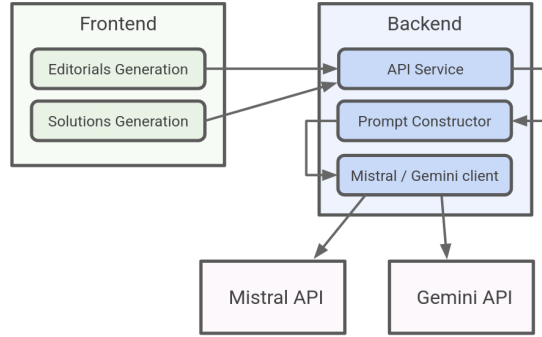 Frontend
Editorials Generation
Solutions Generation
Backend
API Service
Prompt Constructor
Mistral / Gemini client
Mistral API
Gemini API